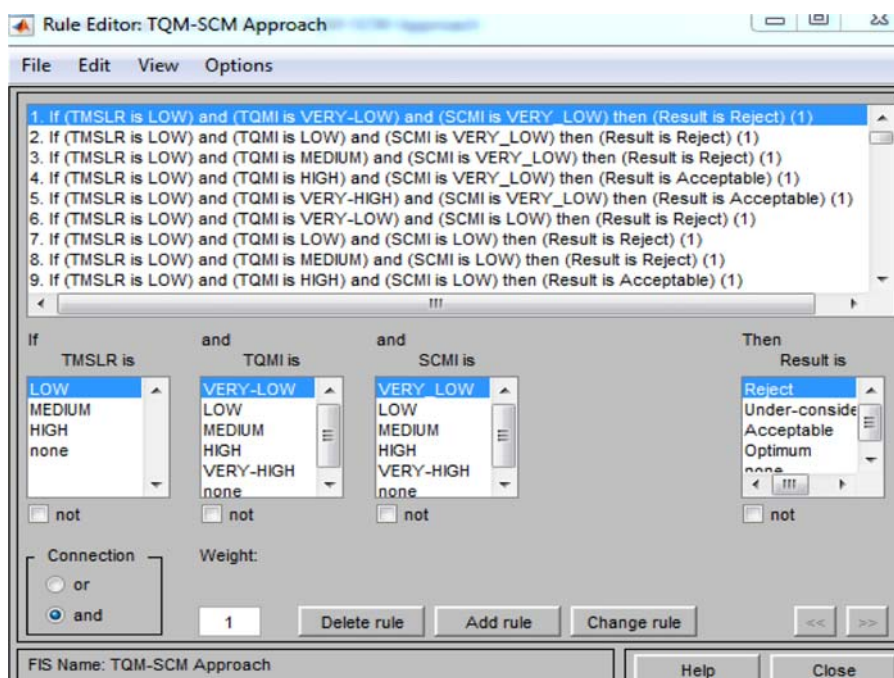 Rule Editor: TQM-SCM Approach
File Edit View Options
1. If (TMSLR is LOW) and (TQMI is VERY-LOW) and (SCMI is VERY_LOW) then (Result is Reject) (1)
2. If (TMSLR is LOW) and (TQMI is LOW) and (SCMI is VERY_LOW) then (Result is Reject) (1)
3. If (TMSLR is LOW) and (TQMI is MEDIUM) and (SCMI is VERY_LOW) then (Result is Reject) (1)
4. If (TMSLR is LOW) and (TQMI is HIGH) and (SCMI is VERY_LOW) then (Result is Acceptable) (1)
5. If (TMSLR is LOW) and (TQMI is VERY-HIGH) and (SCMI is VERY_LOW) then (Result is Acceptable) (1)
6. If (TMSLR is LOW) and (TQMI is VERY-LOW) and (SCMI is LOW) then (Result is Reject) (1)
7. If (TMSLR is LOW) and (TQMI is LOW) and (SCMI is LOW) then (Result is Reject) (1)
8. If (TMSLR is LOW) and (TQMI is MEDIUM) and (SCMI is LOW) then (Result is Reject) (1)
9. If (TMSLR is LOW) and (TQMI is HIGH) and (SCMI is LOW) then (Result is Acceptable) (1)
If and and Then
TMSLR is TQMI is SCMI is Result is
LOW VERY-LOW VERY_LOW Reject
MEDIUM LOW LOW Under-conside
HIGH MEDIUM MEDIUM Acceptable
none HIGH HIGH Optimum
VERY-HIGH VERY-HIGH none
none none
not not not not
Connection Weight:
or
and 1 Delete rule Add rule Change rule << >>
FIS Name: TQM-SCM Approach Help Close